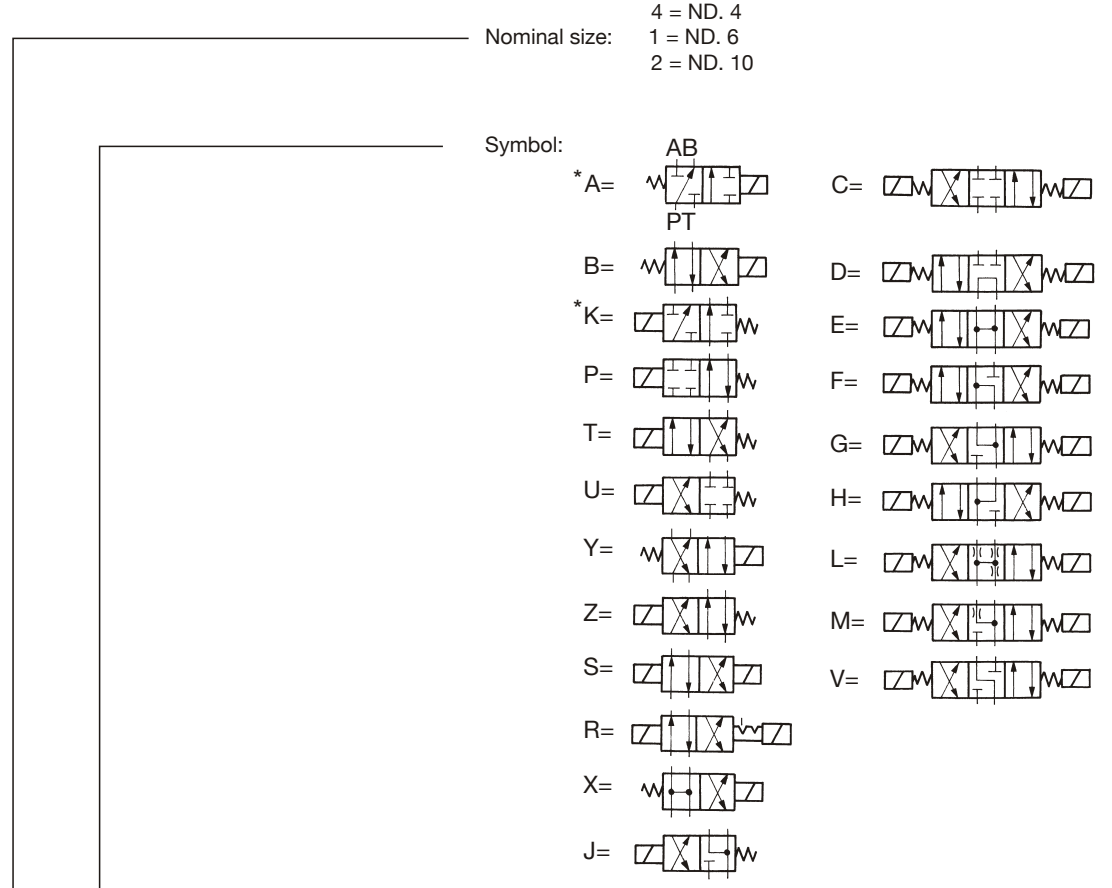 4 = ND. 4
Nominal size: 1 = ND. 6
2 = ND. 10
Symbol:
AB
*A=
PT
C=
B=
D=
*K=
E=
P=
F=
T=
G=
U=
H=
Y=
L=
Z=
M=
S=
V=
R=
X=
J=